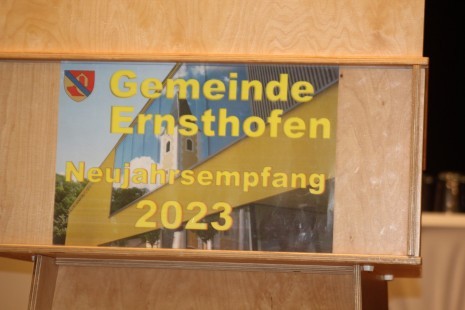 Gemeinde
Ernsthofen
Neujahrsempfang
2023